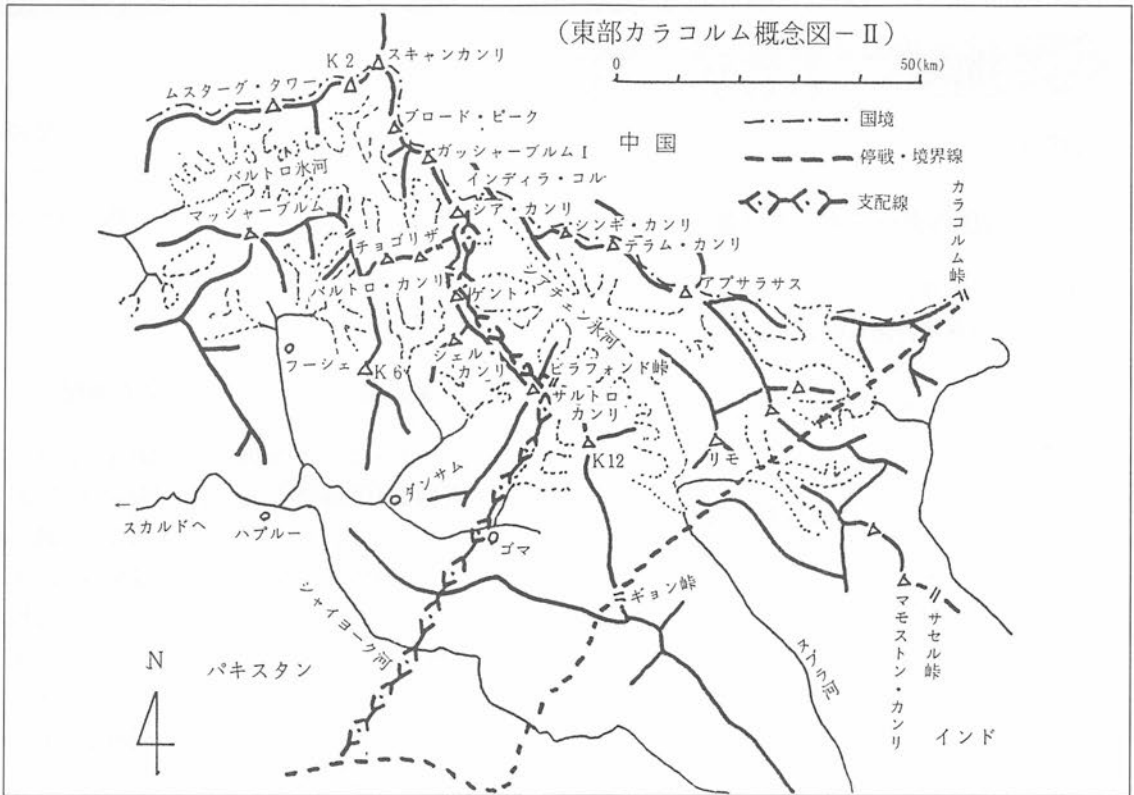 (東部カラコルム概念図－Ⅱ)
0
50(km)
国境
停戦・境界線
支配線
K2
スキャンカンリ
ムスターグ・タワー
ブロード・ピーク
ガッシャーブルムⅠ
中国
バルトロ氷河
インディラ・コル
カラコルム峠
マッシャーブルム
シア・カンリ
シンギ・カンリ
チョゴリザ
テラム・カンリ
バルトロ・カンリ
ゲント
シアチェン氷河
アプサラサス
フーシェ
K6
シェル・カンリ
ビラフォンド峠
サルトロ・カンリ
K12
リモ
ダンサム
←
スカルドへ
ハプルー
ゴマ
シャイヨーク河
ギョン峠
ヌブラ河
マモストン・カンリ
サセル峠
N
パキスタン
インド